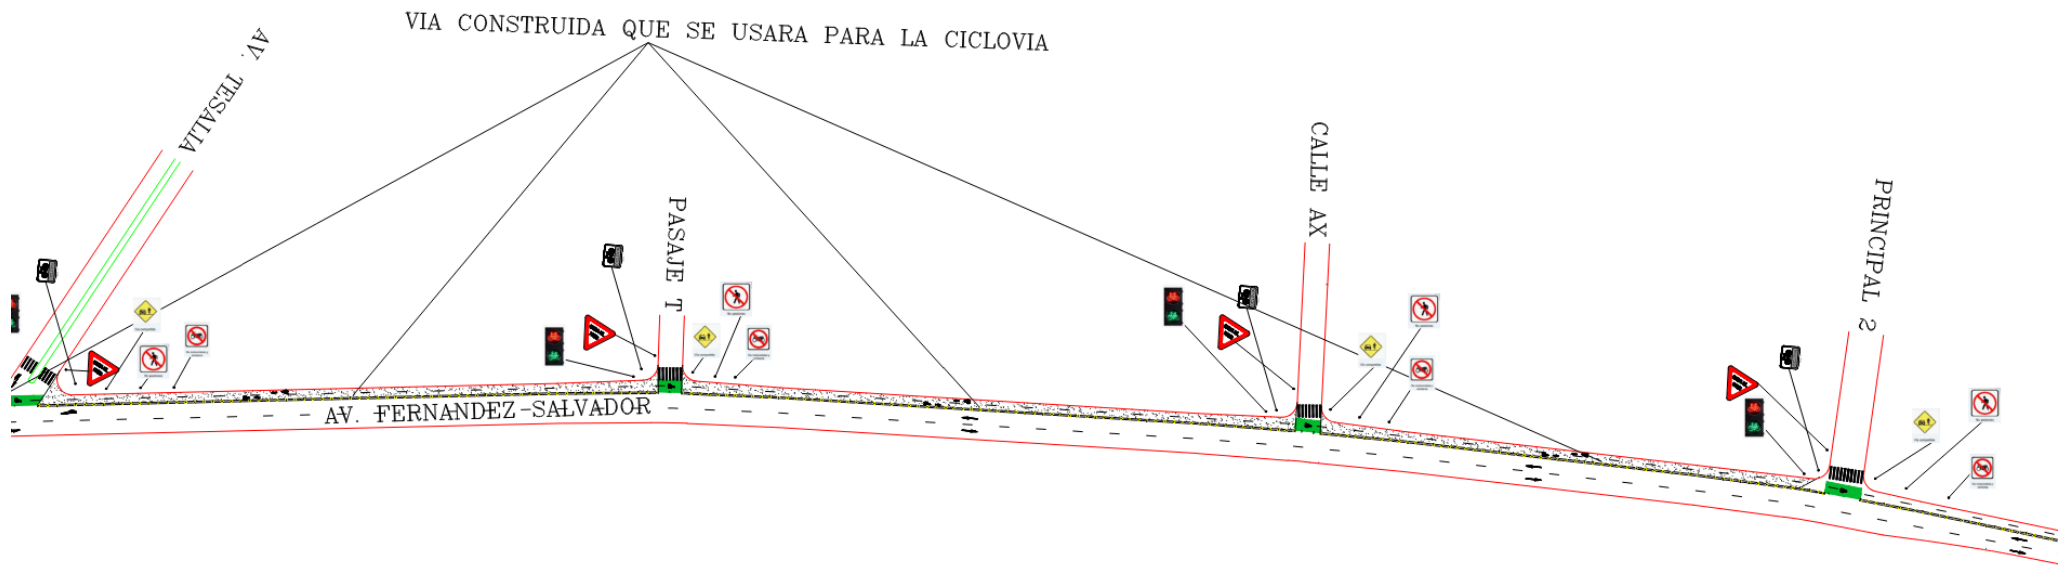 VIA CONSTRUIDA QUE SE USARA PARA LA CICLOVIA
AV. TESALIA
PASAJE T
CALLE AX
PRINCIPAL 2
AV. FERNANDEZ-SALVADOR